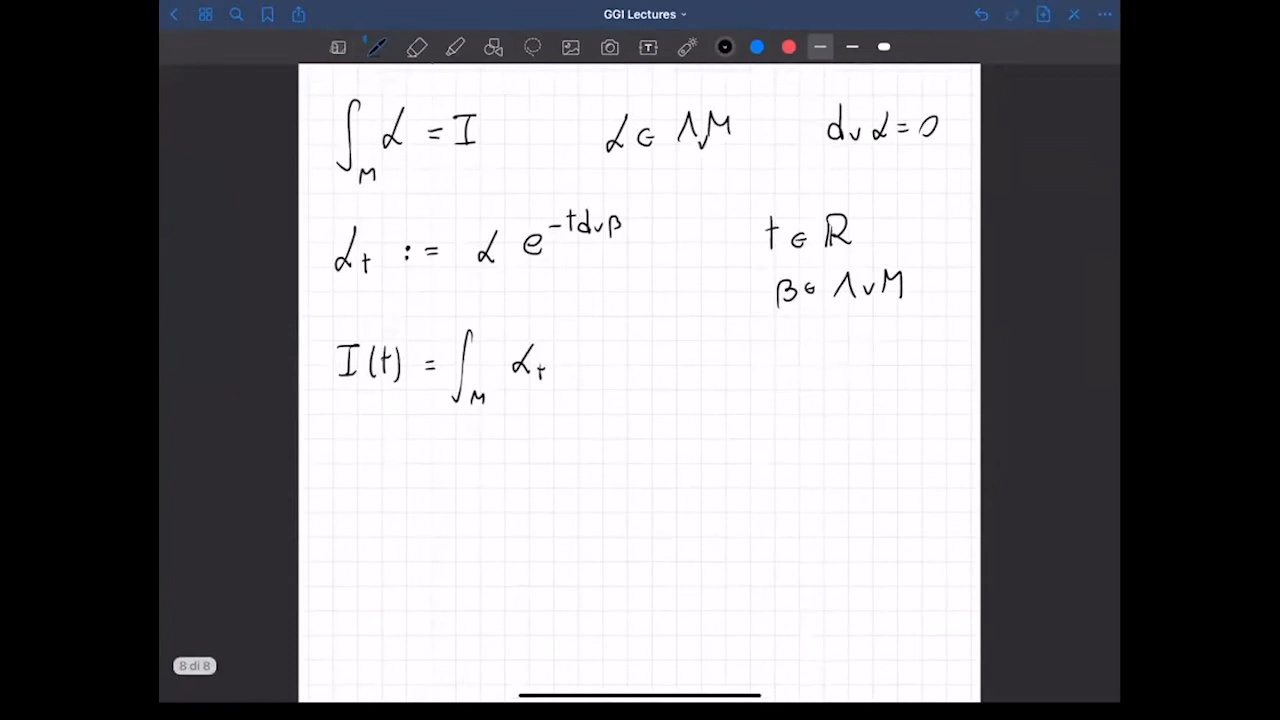 GGI Lectures
∫_M α = I    α ∈ Λ_V M    d_V α = 0
α_t := α e^{-t d_V β}    t ∈ ℝ
β ∈ Λ_V M
I(t) = ∫_M α_t
8 di 8